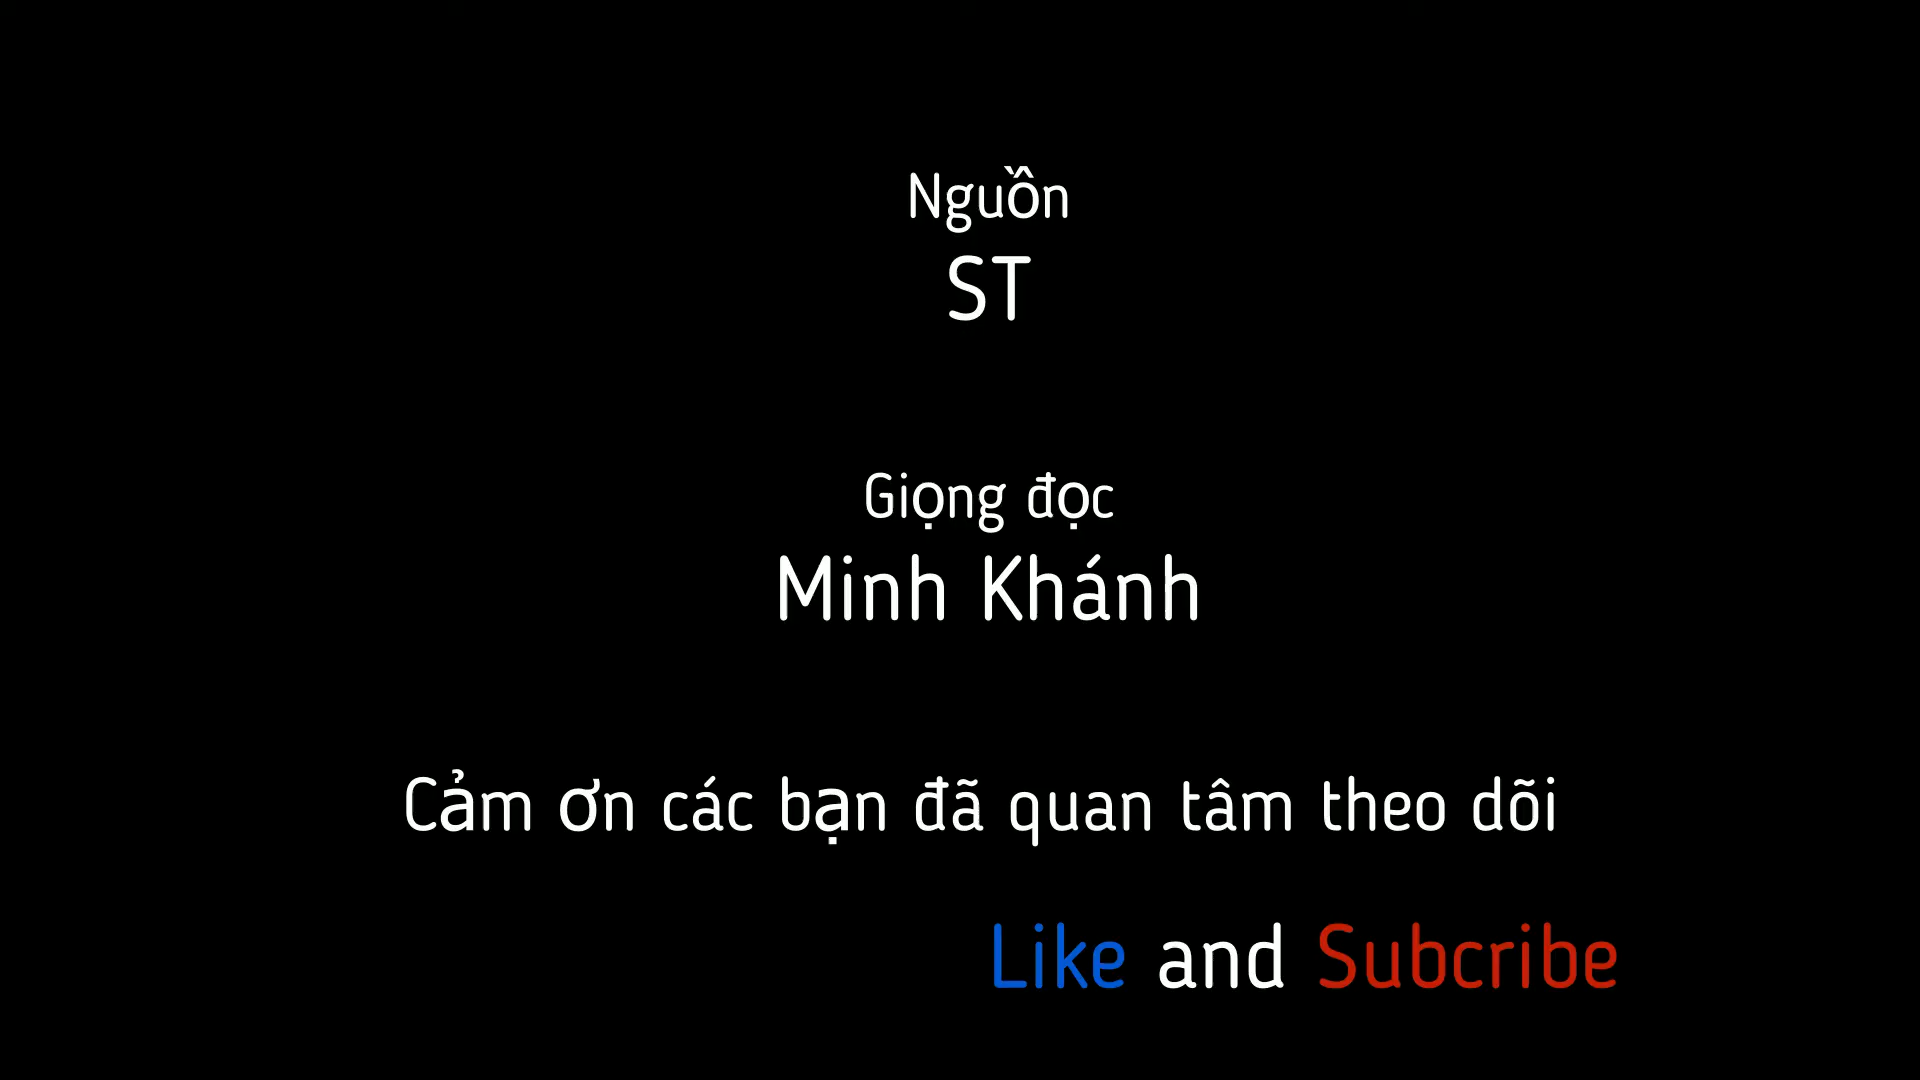 Nguồn
ST
Giọng đọc
Minh Khánh
Cảm ơn các bạn đã quan tâm theo dõi
Like and Subcribe